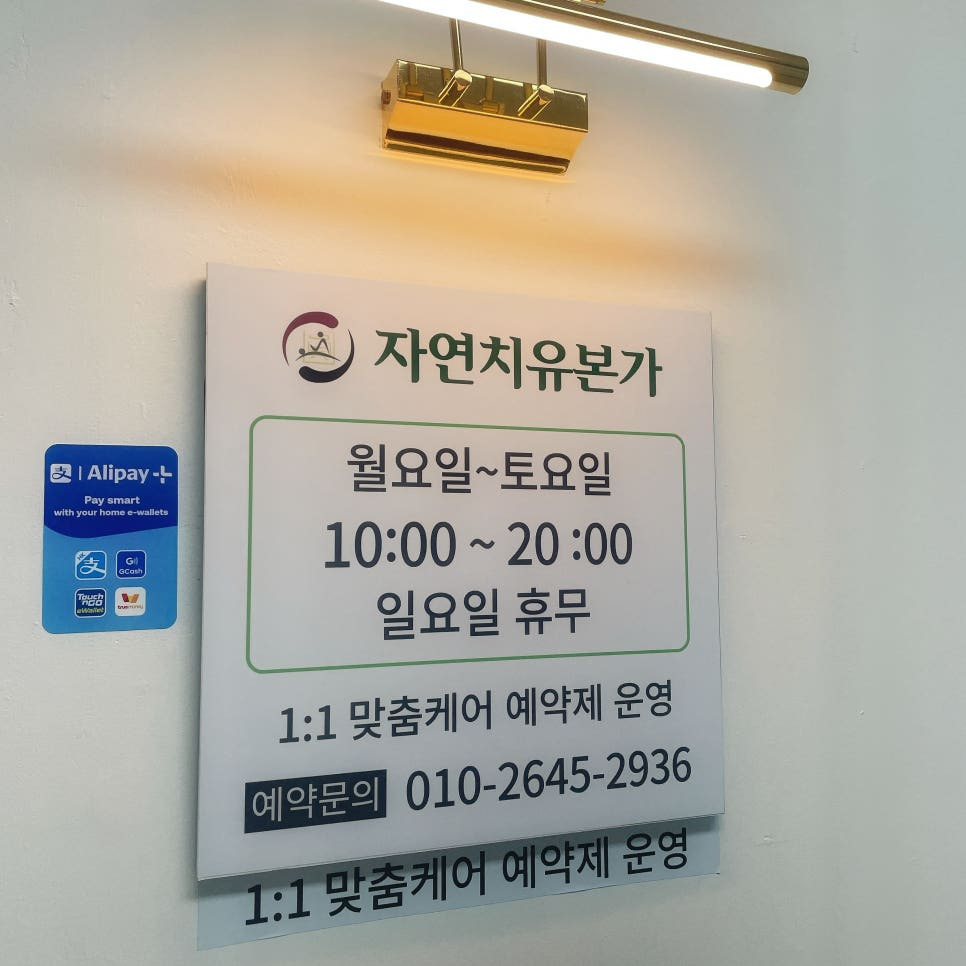 자연치유본가
월요일~토요일
10:00 ~ 20 :00
일요일 휴무
1:1 맞춤케어 예약제 운영
예약문의 010-2645-2936
1:1 맞춤케어 예약제 운영
支 | Alipay+
Pay smart
with your home e-wallets
支
G
GCash
Touch
'nGO
eWallet
truemoney